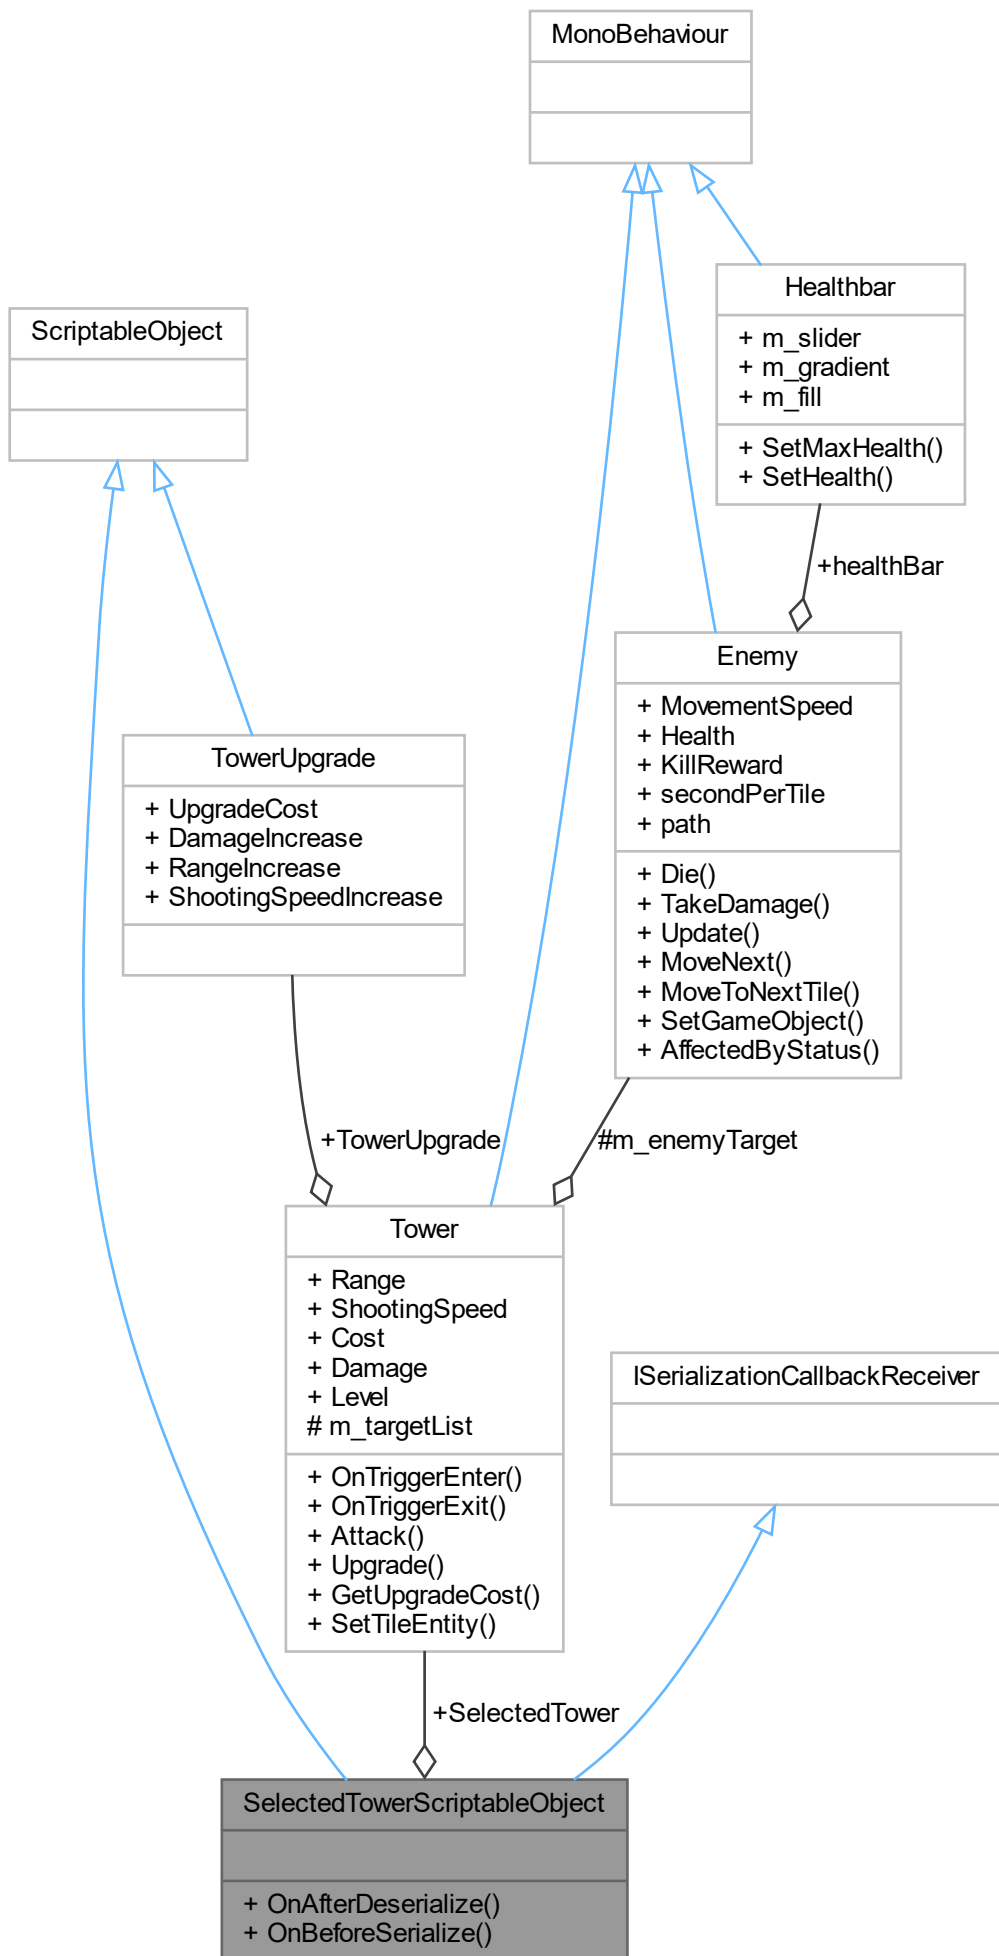 MonoBehaviour
Healthbar
+ m_slider
+ m_gradient
+ m_fill
+ SetMaxHealth()
+ SetHealth()
ScriptableObject
+healthBar
Enemy
+ MovementSpeed
+ Health
+ KillReward
+ secondPerTile
+ path
+ Die()
+ TakeDamage()
+ Update()
+ MoveNext()
+ MoveToNextTile()
+ SetGameObject()
+ AffectedByStatus()
TowerUpgrade
+ UpgradeCost
+ DamageIncrease
+ RangeIncrease
+ ShootingSpeedIncrease
+TowerUpgrade
#m_enemyTarget
Tower
+ Range
+ ShootingSpeed
+ Cost
+ Damage
+ Level
# m_targetList
+ OnTriggerEnter()
+ OnTriggerExit()
+ Attack()
+ Upgrade()
+ GetUpgradeCost()
+ SetTileEntity()
ISerializationCallbackReceiver
+SelectedTower
SelectedTowerScriptableObject
+ OnAfterDeserialize()
+ OnBeforeSerialize()